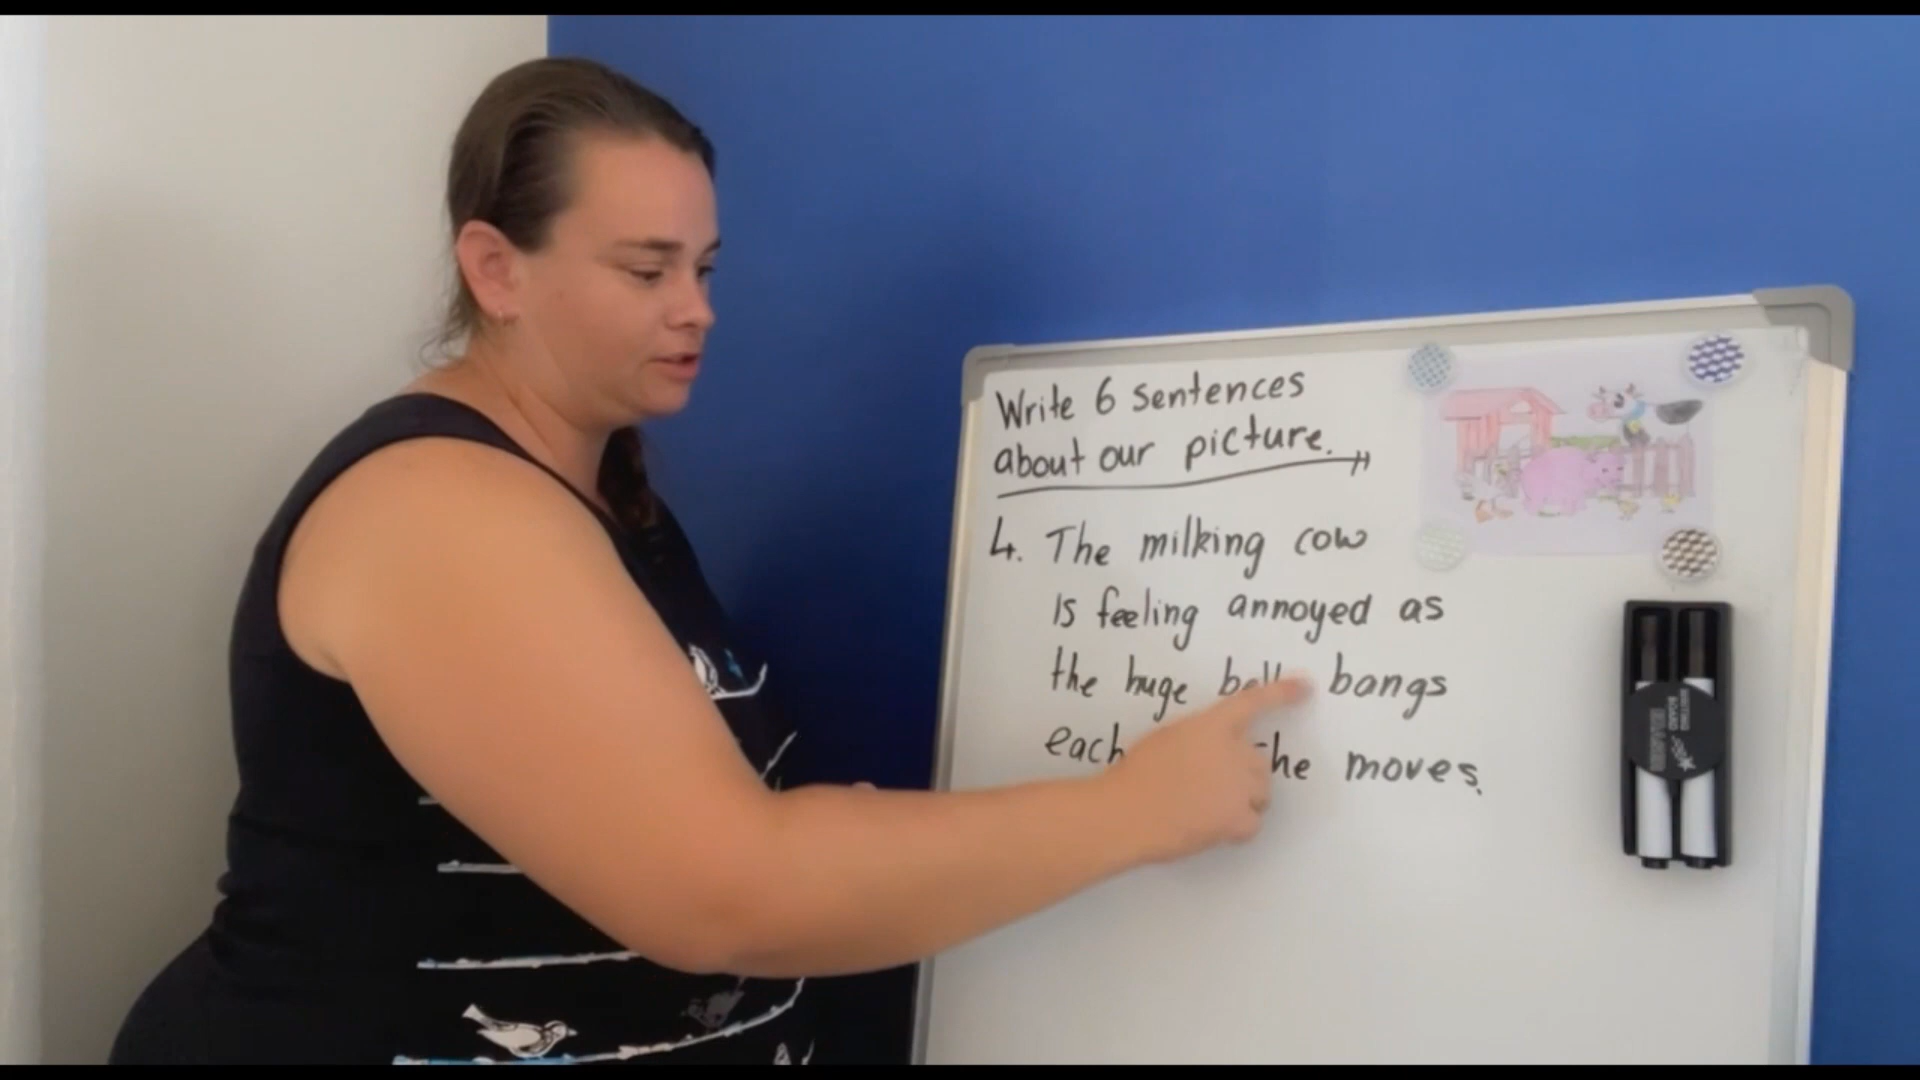 Write 6 sentences
about our picture.
4. The milking cow
is feeling annoyed as
the huge bangs
each moves.